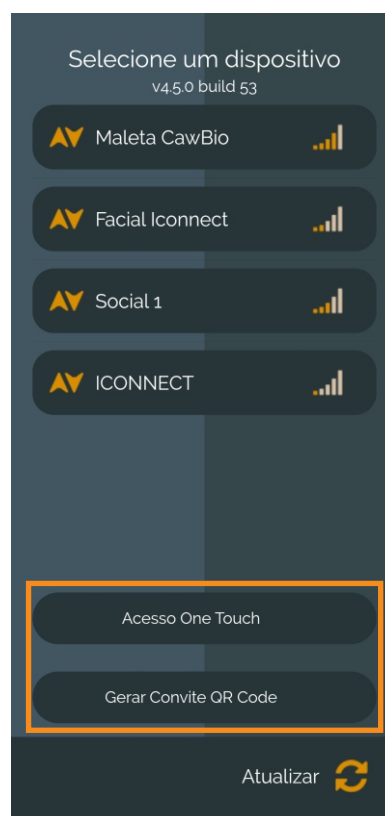 Selecione um dispositivo
v4.5.0 build 53
Maleta CawBio
Facial Iconnect
Social 1
ICONNECT
Acesso One Touch
Gerar Convite QR Code
Atualizar